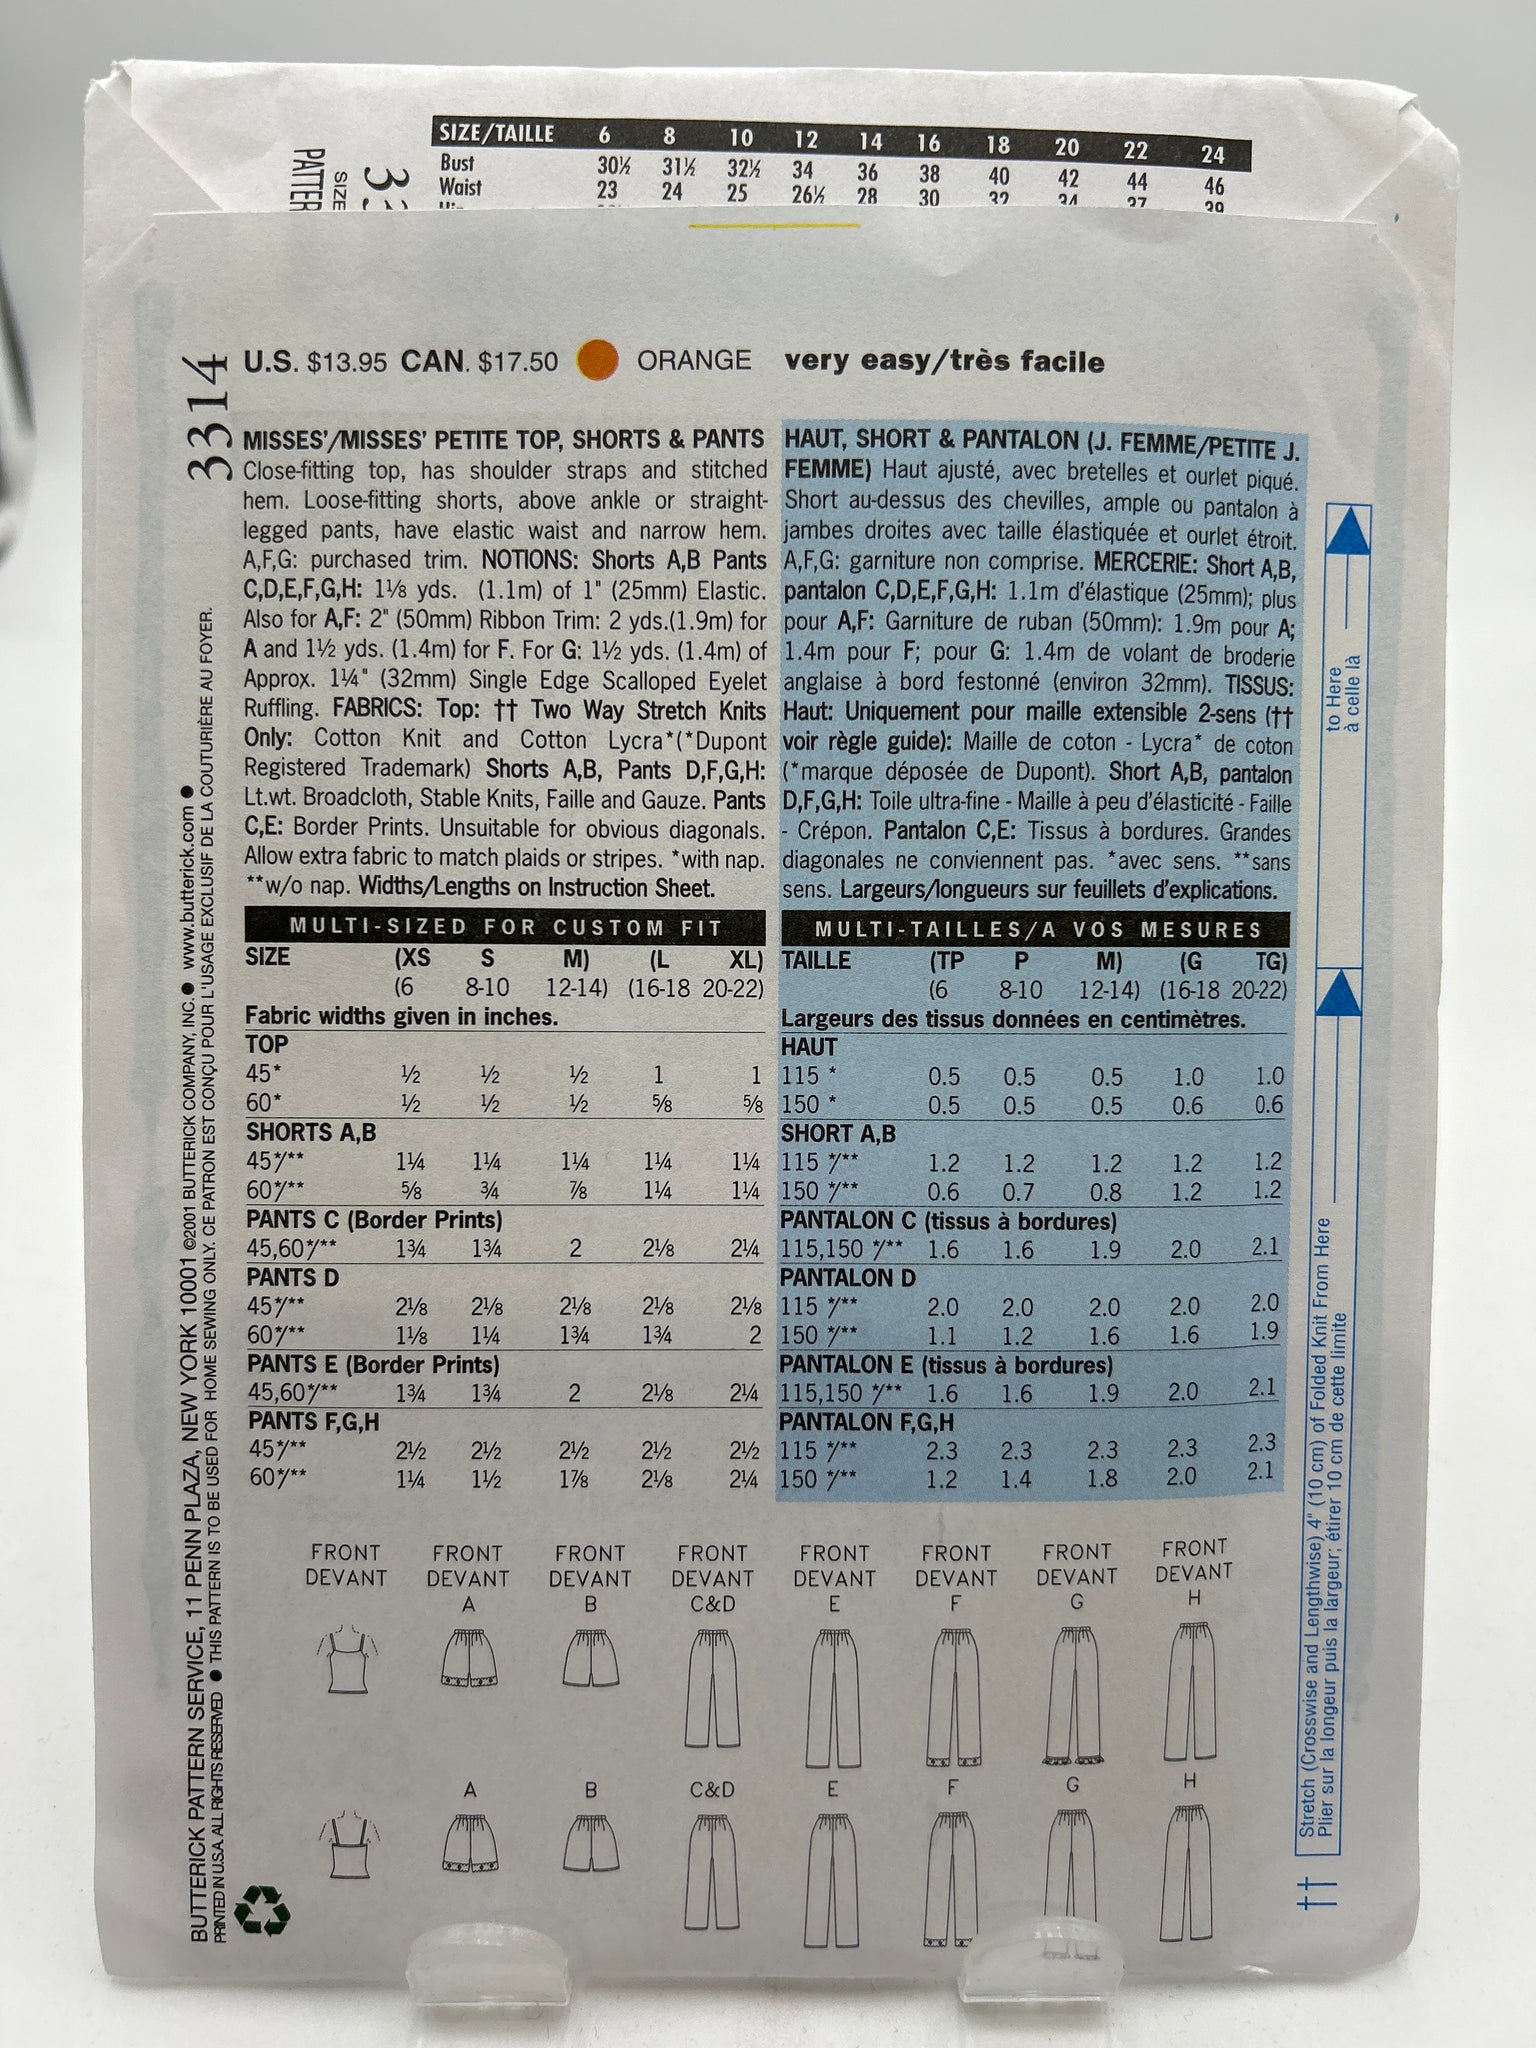 SIZE/TAILLE 6 8 10 12 14 16 18 20 22 24
Bust 30½ 31½ 32½ 34 36 38 40 42 44 46
Waist 23 24 25 26½ 28 30 32 34 37 39
SIZE
3314
U.S. $13.95 CAN. $17.50 ORANGE very easy/très facile
MISSES'/MISSES' PETITE TOP, SHORTS & PANTS
Close-fitting top, has shoulder straps and stitched
hem. Loose-fitting shorts, above ankle or straight-
legged pants, have elastic waist and narrow hem.
A,F,G: purchased trim. NOTIONS: Shorts A,B Pants
C,D,E,F,G,H: 1⅛ yds. (1.1m) of 1" (25mm) Elastic.
Also for A,F: 2" (50mm) Ribbon Trim: 2 yds.(1.9m) for
A and 1½ yds. (1.4m) for F. For G: 1½ yds. (1.4m) of
Approx. 1¼" (32mm) Single Edge Scalloped Eyelet
Ruffling. FABRICS: Top: †† Two Way Stretch Knits
Only: Cotton Knit and Cotton Lycra*(*Dupont
Registered Trademark) Shorts A,B, Pants D,F,G,H:
Lt.wt. Broadcloth, Stable Knits, Faille and Gauze. Pants
C,E: Border Prints. Unsuitable for obvious diagonals.
Allow extra fabric to match plaids or stripes. *with nap.
**w/o nap. Widths/Lengths on Instruction Sheet.
MULTI-SIZED FOR CUSTOM FIT
SIZE (XS S M) (L XL)
(6 8-10 12-14) (16-18 20-22)
Fabric widths given in inches.
TOP
45* ½ ½ ½ 1 1
60* ½ ½ ½ ⅝ ⅝
SHORTS A,B
45*/** 1¼ 1¼ 1¼ 1¼ 1¼
60*/** ⅝ ¾ ⅞ 1¼ 1¼
PANTS C (Border Prints)
45,60*/** 1¾ 1¾ 2 2⅛ 2¼
PANTS D
45*/** 2⅛ 2⅛ 2⅛ 2⅛ 2⅛
60*/** 1⅛ 1¼ 1¾ 1¾ 2
PANTS E (Border Prints)
45,60*/** 1¾ 1¾ 2 2⅛ 2¼
PANTS F,G,H
45*/** 2½ 2½ 2½ 2½ 2½
60*/** 1¼ 1½ 1⅞ 2⅛ 2¼
HAUT, SHORT & PANTALON (J. FEMME/PETITE J.
FEMME) Haut ajusté, avec bretelles et ourlet piqué.
Short au-dessus des chevilles, ample ou pantalon à
jambes droites avec taille élastiquée et ourlet étroit.
A,F,G: garniture non comprise. MERCERIE: Short A,B,
pantalon C,D,E,F,G,H: 1.1m d'élastique (25mm); plus
pour A,F: Garniture de ruban (50mm): 1.9m pour A;
1.4m pour F; pour G: 1.4m de volant de broderie
anglaise à bord festonné (environ 32mm). TISSUS:
Haut: Uniquement pour maille extensible 2-sens (††
voir règle guide): Maille de coton - Lycra* de coton
(*marque déposée de Dupont). Short A,B, pantalon
D,F,G,H: Toile ultra-fine - Maille à peu d'élasticité - Faille
- Crépon. Pantalon C,E: Tissus à bordures. Grandes
diagonales ne conviennent pas. *avec sens. **sans
sens. Largeurs/longueurs sur feuillets d'explications.
MULTI-TAILLES/A VOS MESURES
TAILLE (TP P M) (G TG)
(6 8-10 12-14) (16-18 20-22)
Largeurs des tissus données en centimètres.
HAUT
115 * 0.5 0.5 0.5 1.0 1.0
150 * 0.5 0.5 0.5 0.6 0.6
SHORT A,B
115 */** 1.2 1.2 1.2 1.2 1.2
150 */** 0.6 0.7 0.8 1.2 1.2
PANTALON C (tissus à bordures)
115,150 */** 1.6 1.6 1.9 2.0 2.1
PANTALON D
115 */** 2.0 2.0 2.0 2.0 2.0
150 */** 1.1 1.2 1.6 1.6 1.9
PANTALON E (tissus à bordures)
115,150 */** 1.6 1.6 1.9 2.0 2.1
PANTALON F,G,H
115 */** 2.3 2.3 2.3 2.3 2.3
150 */** 1.2 1.4 1.8 2.0 2.1
FRONT FRONT FRONT FRONT FRONT FRONT FRONT FRONT
DEVANT DEVANT DEVANT DEVANT DEVANT DEVANT DEVANT DEVANT
A B C&D E F G H
A B C&D E F G H
BUTTERICK PATTERN SERVICE, 11 PENN PLAZA, NEW YORK 10001 ©2001 BUTTERICK COMPANY, INC. ● www.butterick.com ●
PRINTED IN U.S.A. ALL RIGHTS RESERVED ● THIS PATTERN IS TO BE USED FOR HOME SEWING ONLY. CE PATRON EST CONÇU POUR L'USAGE EXCLUSIF DE LA COUTURIÈRE AU FOYER.
†† Stretch (Crosswise and Lengthwise) 4" (10 cm) of Folded Knit From Here
Plier sur la longeur puis la largeur; étirer 10 cm de cette limite
to Here
à celle là